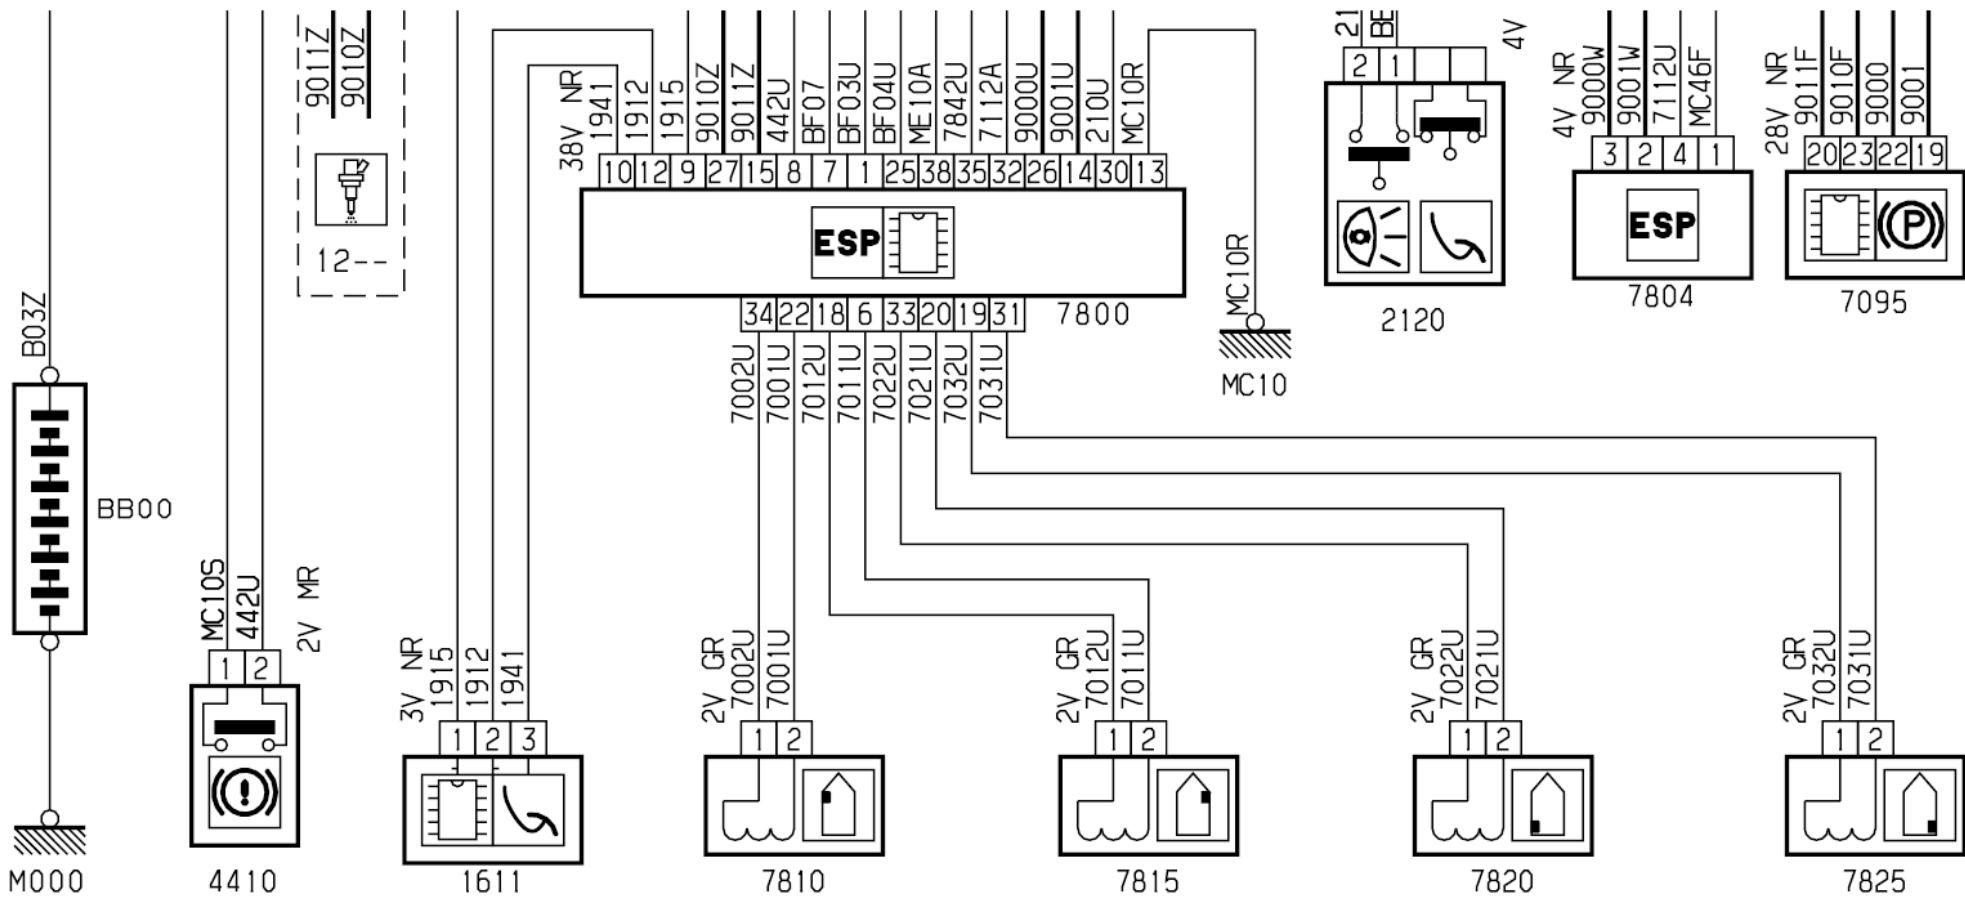 9011Z
9010Z
12--
B03Z
BB00
M000
MC10S
442U
2V MR
1 2
4410
38V NR
1941
1912
1915
9010Z
9011Z
442U
BF07
BF03U
BF04U
ME10A
7842U
7112A
9000U
9001U
210U
MC10R
10 12 9 27 15 8 7 1 25 38 35 32 26 14 30 13
ESP
7800
34 22 18 6 33 20 19 31
7002U
7001U
7012U
7011U
7022U
7021U
7032U
7031U
MC10R
MC10
21
BE
4V
2 1
2120
4V NR
9000W
9001W
7112U
MC46F
3 2 4 1
ESP
7804
28V NR
9011F
9010F
9000
9001
20 23 22 19
P
7095
3V NR
1915
1912
1941
1 2 3
1611
2V GR
7002U
7001U
1 2
7810
2V GR
7012U
7011U
1 2
7815
2V GR
7022U
7021U
1 2
7820
2V GR
7032U
7031U
1 2
7825